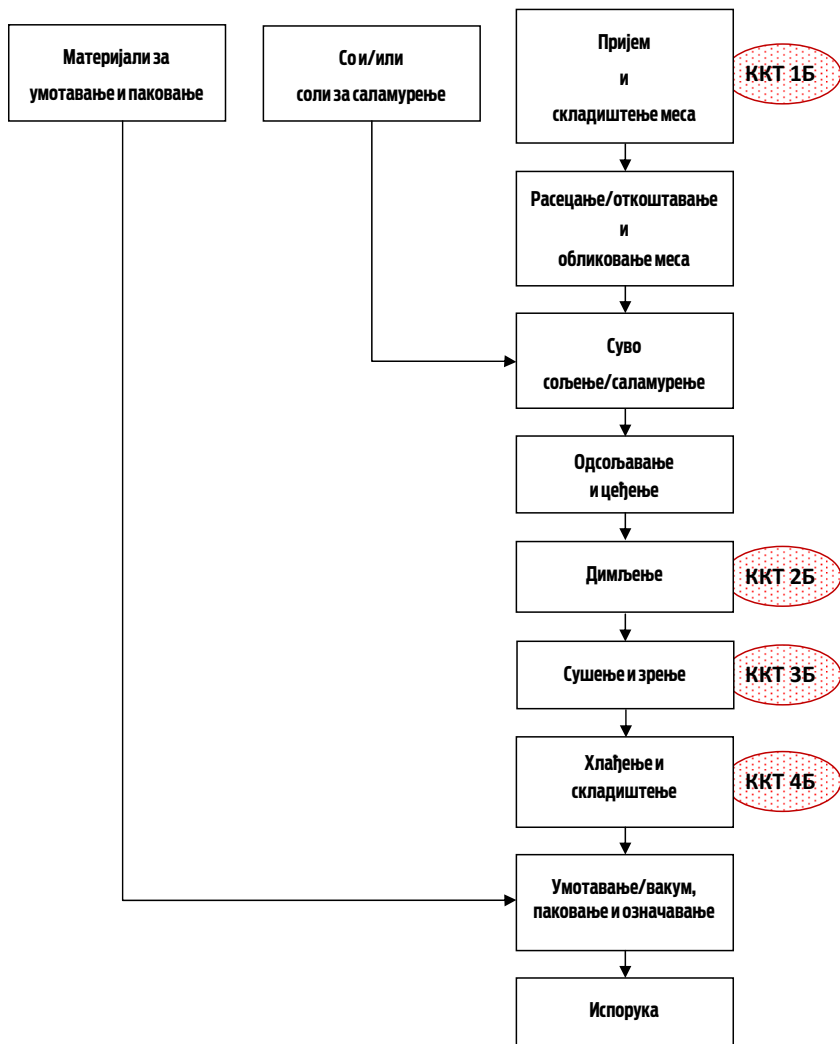 Материјали за
умотавање и паковање
Со и/или
соли за саламурење
Пријем
и
складиштење меса
ККТ 1Б
Расецање/откоштавање
и
обликовање меса
Суво
сољење/саламурење
Одсољавање
и цеђење
Димљење
ККТ 2Б
Сушење и зрење
ККТ 3Б
Хлађење и
складиштење
ККТ 4Б
Умотавање/вакум,
паковање и означавање
Испорука